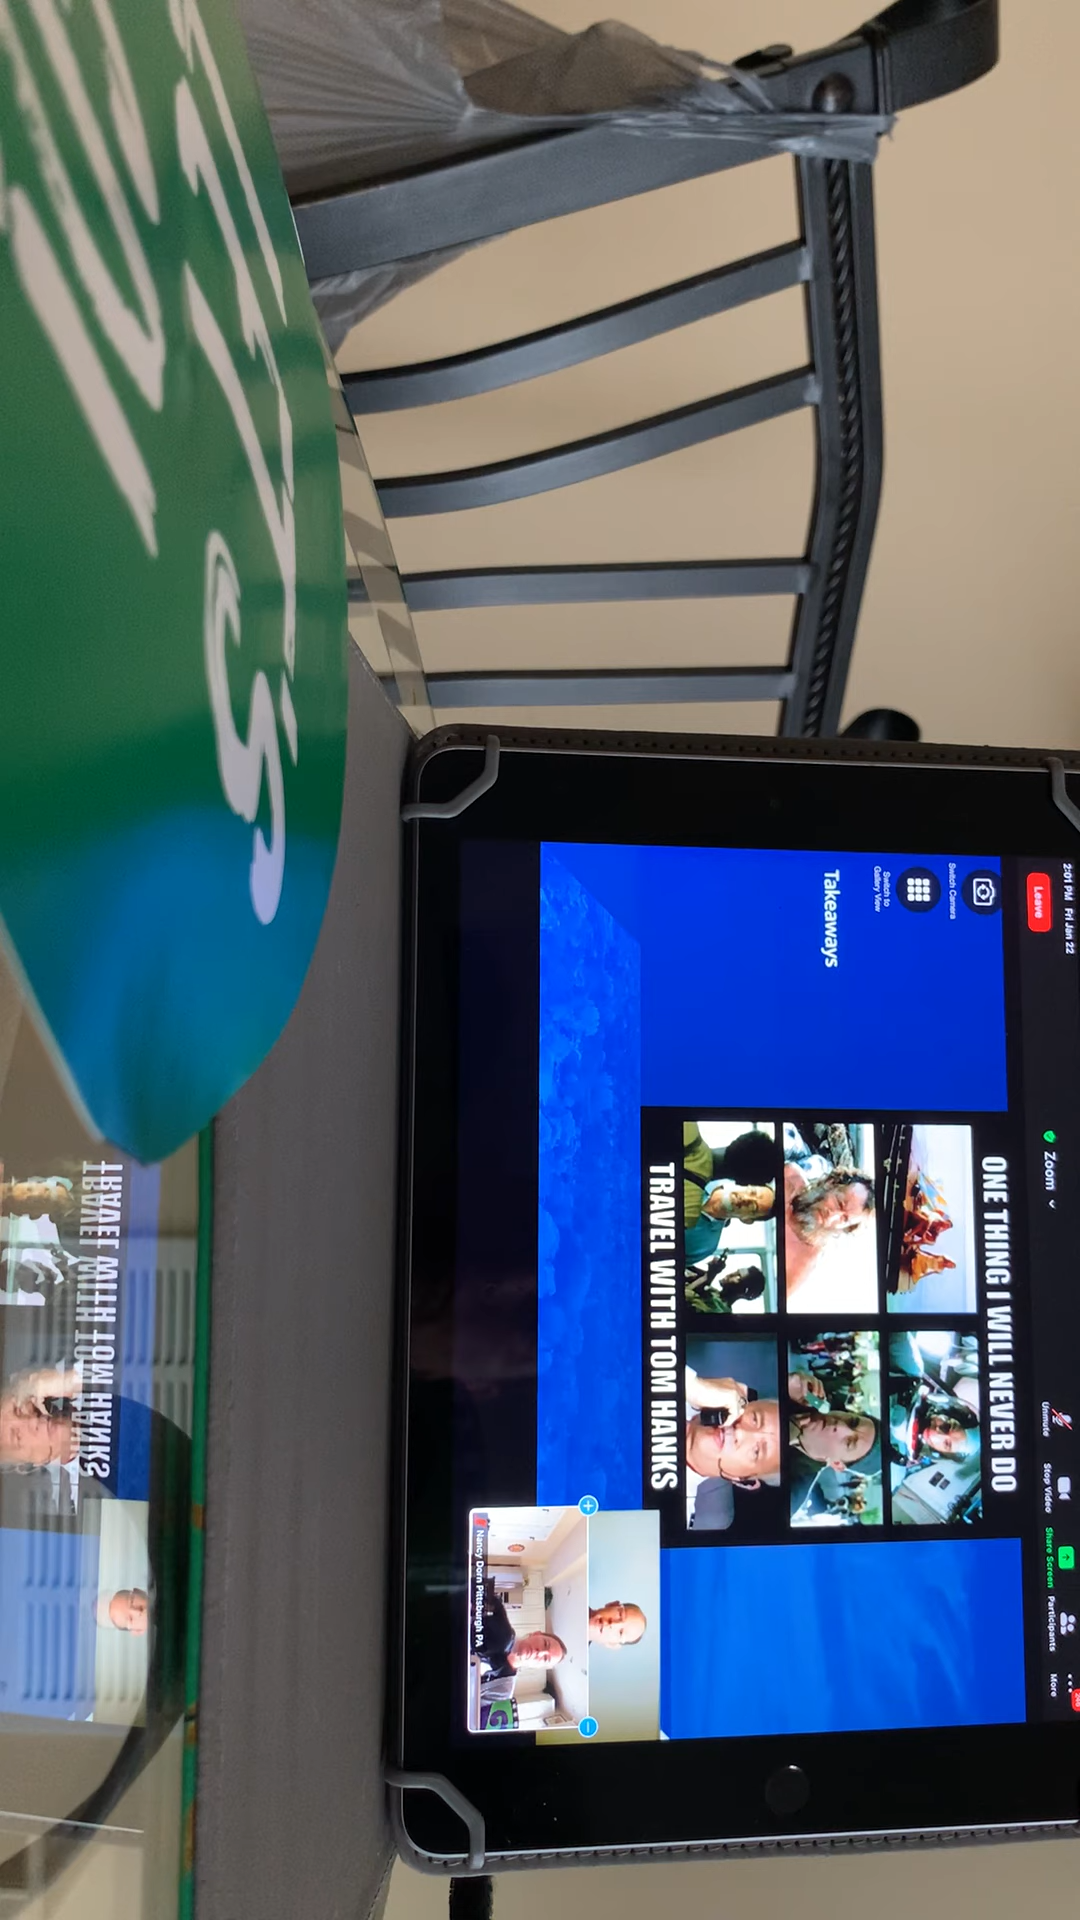 2:01 PM Fri Jan 22
Leave
Zoom
Unmute
Stop Video
Share Screen
Participants
More
Switch Camera
Switch to
Gallery View
Takeaways
ONE THING I WILL NEVER DO
TRAVEL WITH TOM HANKS
Nancy Dorn Pittsburgh PA
TRAVEL WITH TOM HANKS